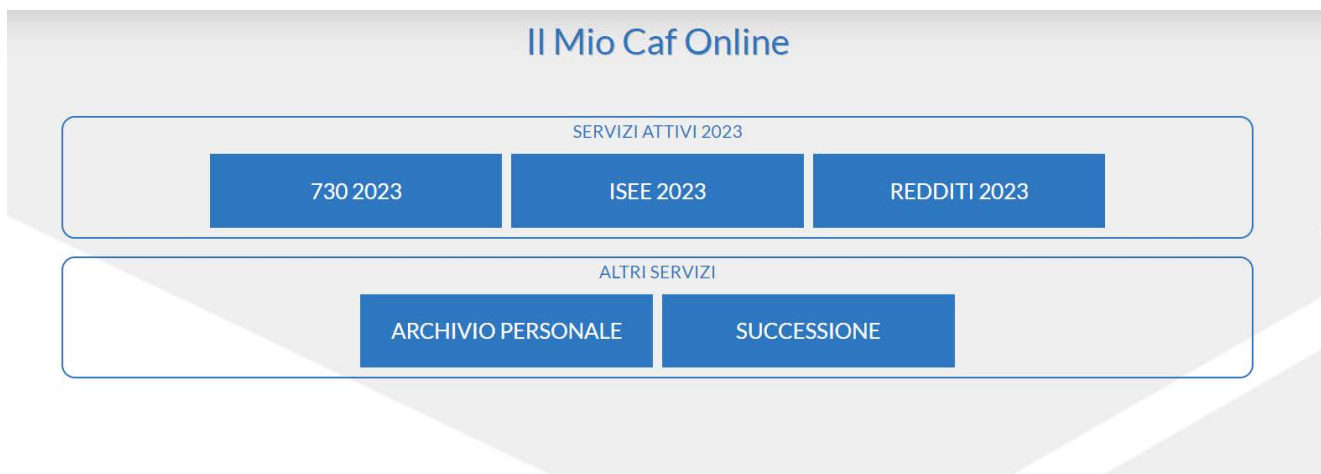 Il Mio Caf Online
SERVIZI ATTIVI 2023
730 2023
ISEE 2023
REDDITI 2023
ALTRI SERVIZI
ARCHIVIO PERSONALE
SUCCESSIONE